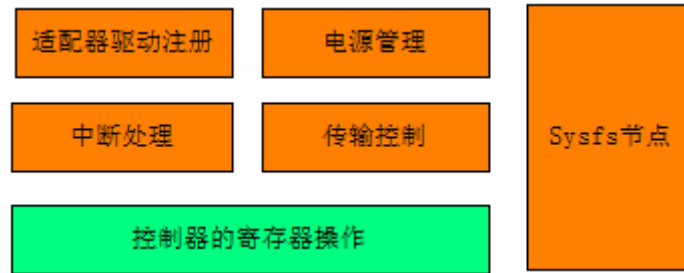 适配器驱动注册
电源管理
中断处理
传输控制
Sysfs节点
控制器的寄存器操作